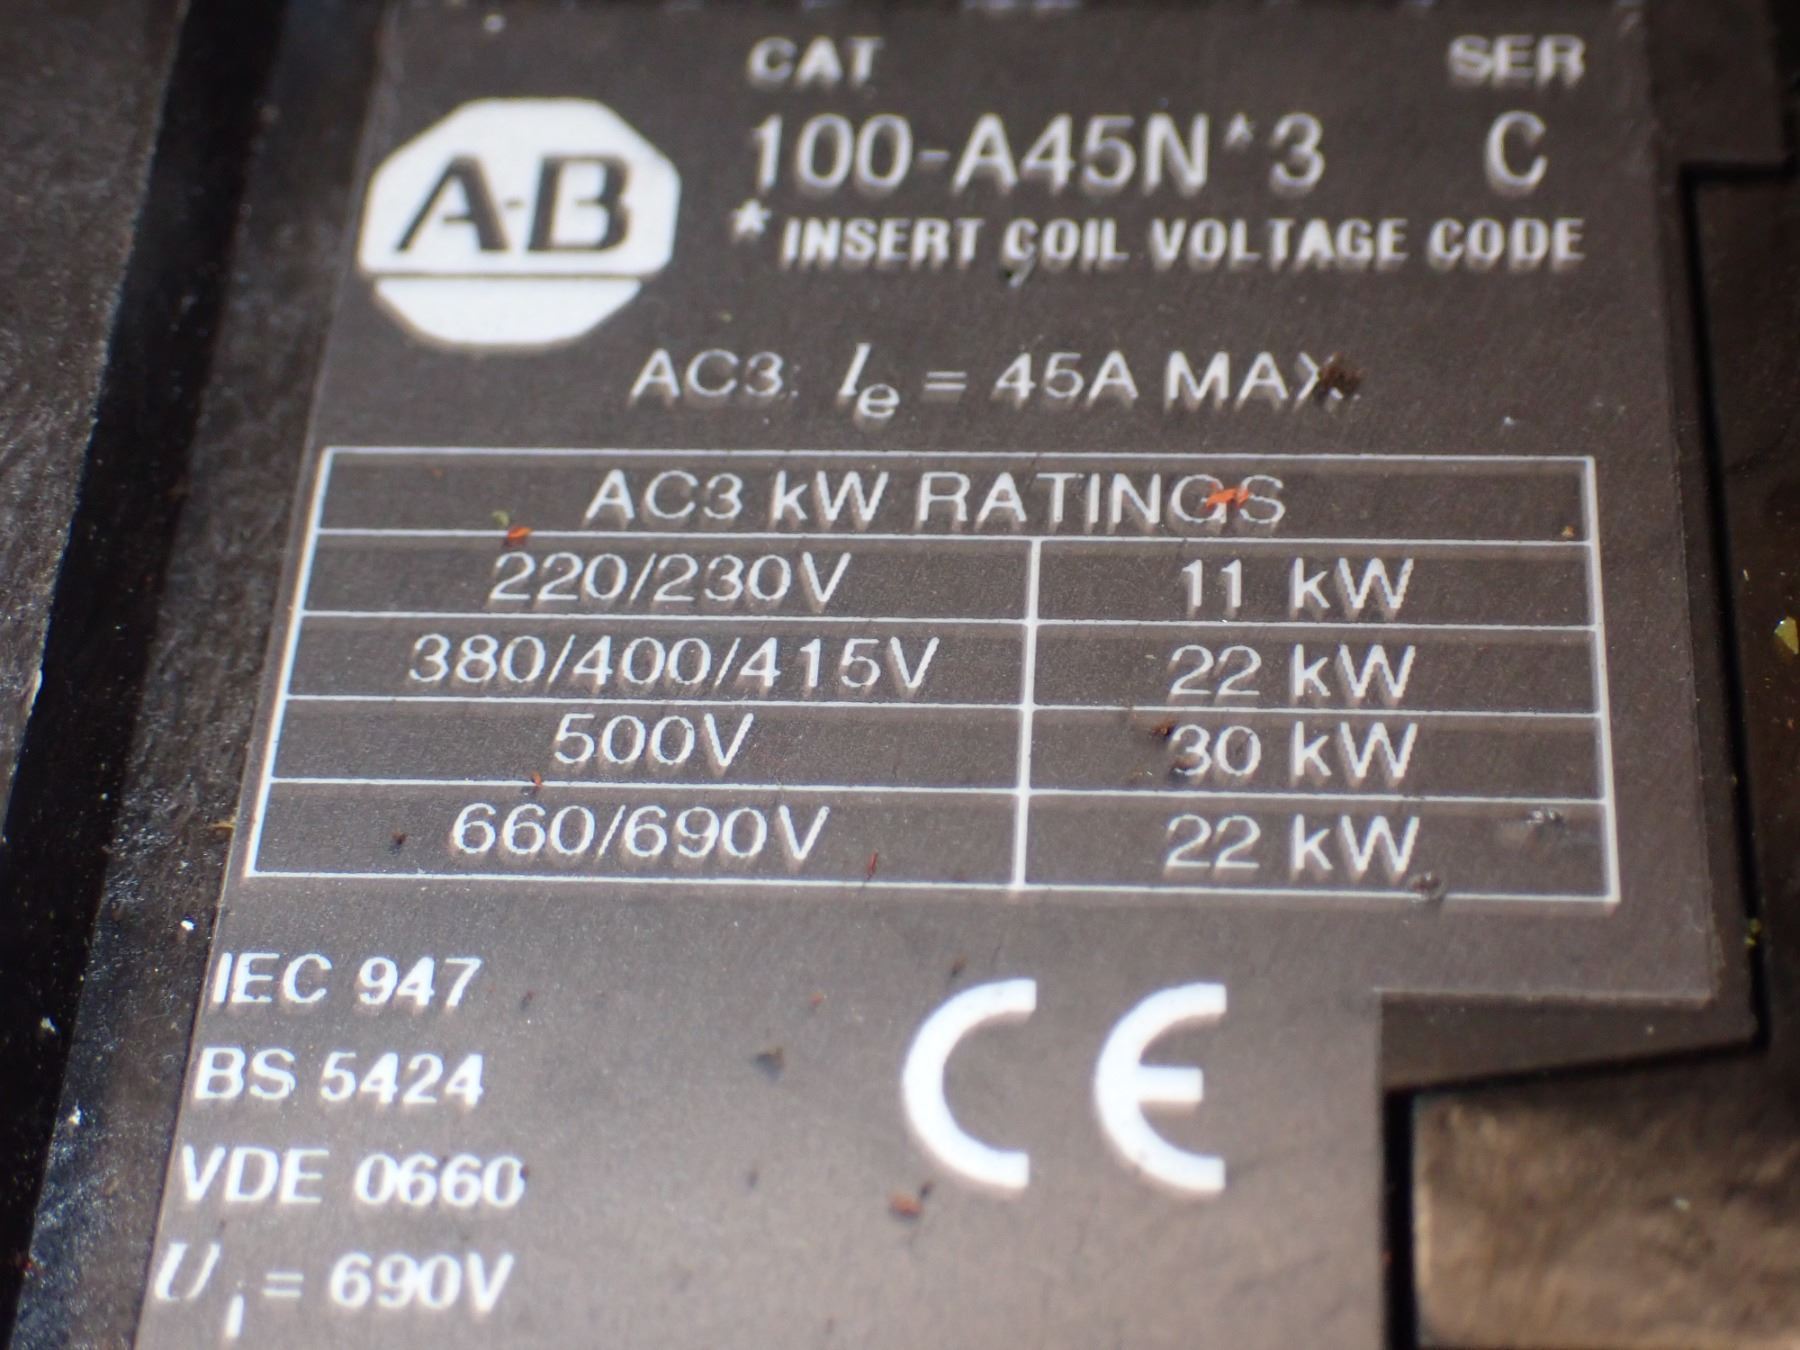 CAT SER
100-A45N*3 C
* INSERT COIL VOLTAGE CODE
A-B
AC3: Ie = 45A MAX.
AC3 kW RATINGS
220/230V 11 kW
380/400/415V 22 kW
500V 30 kW
660/690V 22 kW
IEC 947
BS 5424
VDE 0660
Ui = 690V
CE